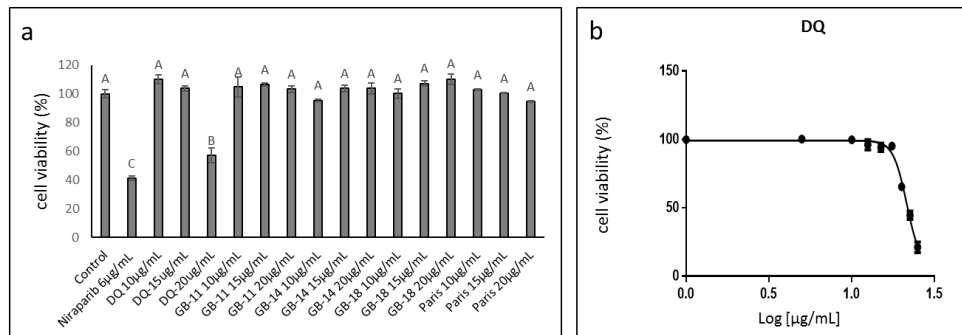 a
cell viability (%)
120
100
80
60
40
20
0
A
C
A
A
B
A
A
A
A
A
A
A
A
A
A
A
A
Control
Niraparib 6µg/mL
DQ 10µg/mL
DQ-15ug/mL
DQ-20ug/mL
GB-11 10µg/mL
GB-11 15µg/mL
GB-11 20µg/mL
GB-14 10µg/mL
GB-14 15µg/mL
GB-14 20µg/mL
GB-18 10µg/mL
GB-18 15µg/mL
GB-18 20µg/mL
Paris 10µg/mL
Paris 15µg/mL
Paris 20µg/mL
b
DQ
cell viability (%)
150
100
50
0
0.0
0.5
1.0
1.5
Log [µg/mL]